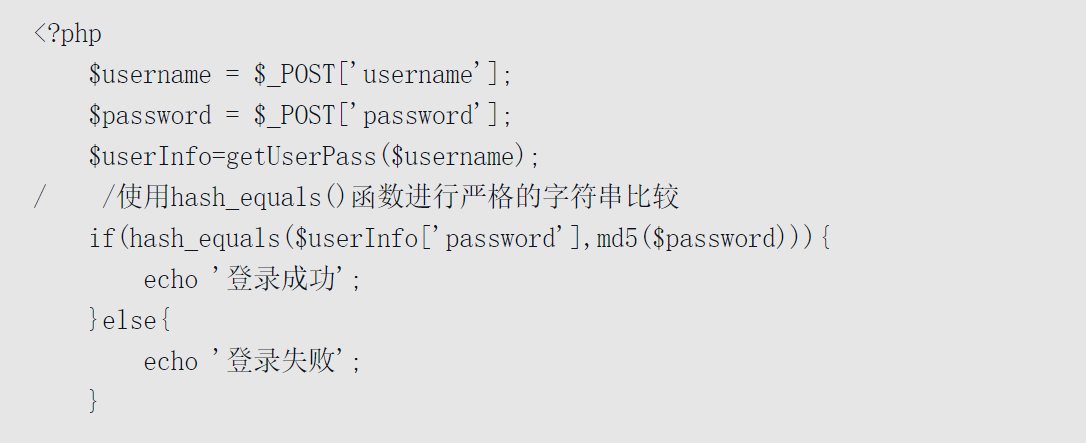 <?php
$username = $_POST['username'];
$password = $_POST['password'];
$userInfo=getUserPass($username);
/    /使用hash_equals()函数进行严格的字符串比较
if(hash_equals($userInfo['password'],md5($password))){
echo '登录成功';
}else{
echo '登录失败';
}